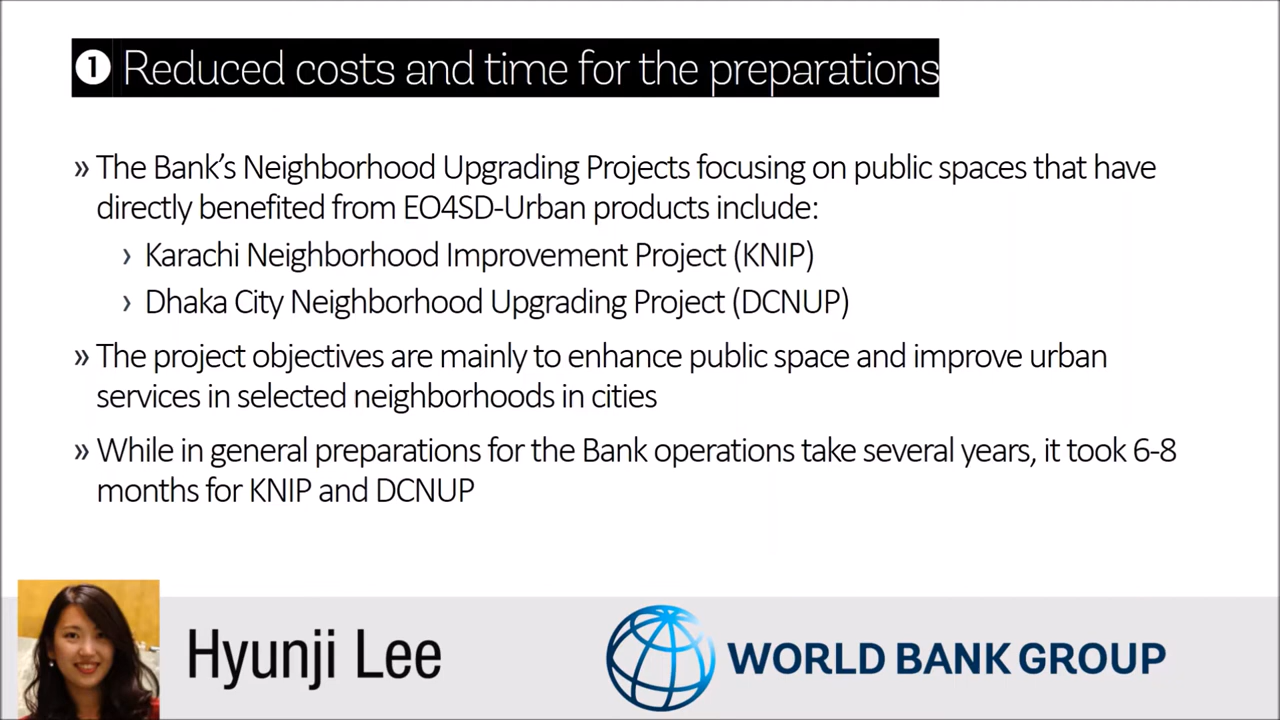 ❶ Reduced costs and time for the preparations
» The Bank’s Neighborhood Upgrading Projects focusing on public spaces that have
directly benefited from EO4SD-Urban products include:
› Karachi Neighborhood Improvement Project (KNIP)
› Dhaka City Neighborhood Upgrading Project (DCNUP)
» The project objectives are mainly to enhance public space and improve urban
services in selected neighborhoods in cities
» While in general preparations for the Bank operations take several years, it took 6-8
months for KNIP and DCNUP
Hyunji Lee
WORLD BANK GROUP